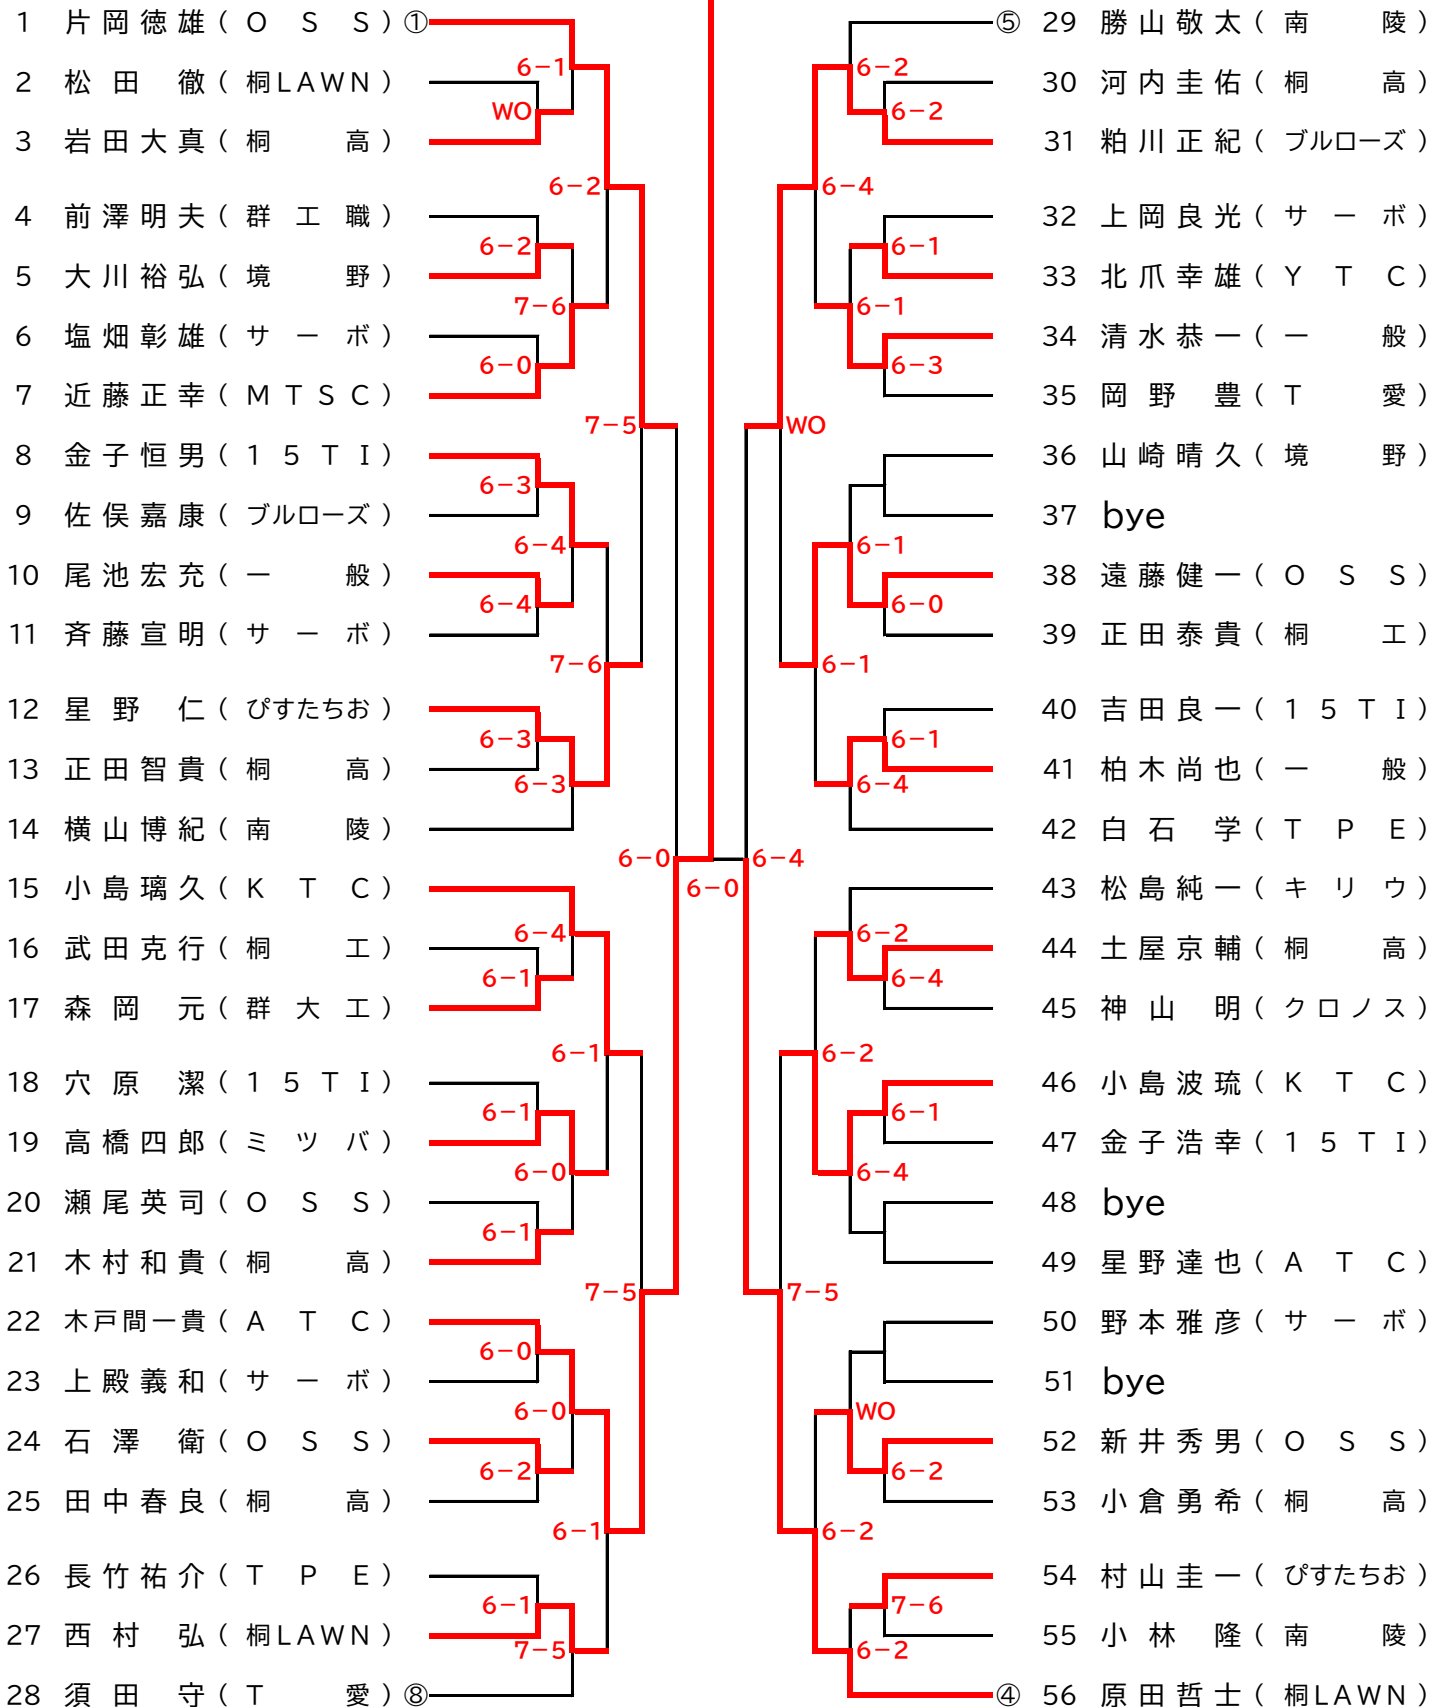 1 片岡徳雄 ( O S S ) ①
2 松田 徹 ( 桐LAWN )
3 岩田大真 ( 桐 高 )
4 前澤明夫 ( 群工職 )
5 大川裕弘 ( 境 野 )
6 塩畑彰雄 ( サーボ )
7 近藤正幸 ( MTSC )
8 金子恒男 ( 15TI )
9 佐俣嘉康 ( ブルローズ )
10 尾池宏充 ( 一 般 )
11 斉藤宣明 ( サーボ )
12 星野 仁 ( ぴすたちお )
13 正田智貴 ( 桐 高 )
14 横山博紀 ( 南 陵 )
15 小島璃久 ( K T C )
16 武田克行 ( 桐 工 )
17 森岡 元 ( 群大工 )
18 穴原 潔 ( 15TI )
19 高橋四郎 ( ミツバ )
20 瀬尾英司 ( O S S )
21 木村和貴 ( 桐 高 )
22 木戸間一貴 ( A T C )
23 上殿義和 ( サーボ )
24 石澤 衛 ( O S S )
25 田中春良 ( 桐 高 )
26 長竹祐介 ( T P E )
27 西村 弘 ( 桐LAWN )
28 須田 守 ( T 愛 ) ⑧
6-1
WO
6-2
6-2
7-6
6-0
7-5
6-3
6-4
6-4
7-6
6-3
6-3
6-0
6-0
6-4
6-1
6-1
6-1
6-0
6-1
7-5
6-0
6-0
6-2
6-1
6-1
7-5
6-2
6-2
6-4
6-1
6-1
6-3
WO
6-1
6-0
6-1
6-1
6-4
6-4
6-2
6-4
6-2
6-1
6-4
7-5
WO
6-2
6-2
7-6
6-2
⑤ 29 勝山敬太 ( 南 陵 )
30 河内圭佑 ( 桐 高 )
31 粕川正紀 ( ブルローズ )
32 上岡良光 ( サーボ )
33 北爪幸雄 ( Y T C )
34 清水恭一 ( 一 般 )
35 岡野 豊 ( T 愛 )
36 山崎晴久 ( 境 野 )
37 bye
38 遠藤健一 ( O S S )
39 正田泰貴 ( 桐 工 )
40 吉田良一 ( 15TI )
41 柏木尚也 ( 一 般 )
42 白石 学 ( T P E )
43 松島純一 ( キリウ )
44 土屋京輔 ( 桐 高 )
45 神山 明 ( クロノス )
46 小島波琉 ( K T C )
47 金子浩幸 ( 15TI )
48 bye
49 星野達也 ( A T C )
50 野本雅彦 ( サーボ )
51 bye
52 新井秀男 ( O S S )
53 小倉勇希 ( 桐 高 )
54 村山圭一 ( ぴすたちお )
55 小林 隆 ( 南 陵 )
④ 56 原田哲士 ( 桐LAWN )